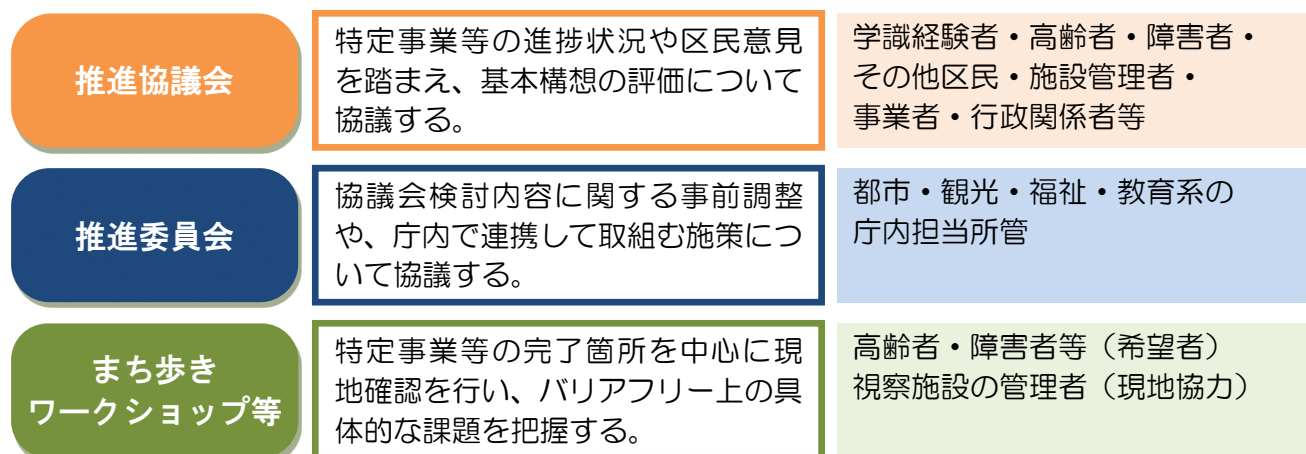 推進協議会
特定事業等の進捗状況や区民意見
を踏まえ、基本構想の評価について
協議する。
学識経験者・高齢者・障害者・
その他区民・施設管理者・
事業者・行政関係者等
推進委員会
協議会検討内容に関する事前調整
や、庁内で連携して取組む施策につ
いて協議する。
都市・観光・福祉・教育系の
庁内担当所管
まち歩き
ワークショップ等
特定事業等の完了箇所を中心に現
地確認を行い、バリアフリー上の具
体的な課題を把握する。
高齢者・障害者等（希望者）
視察施設の管理者（現地協力）